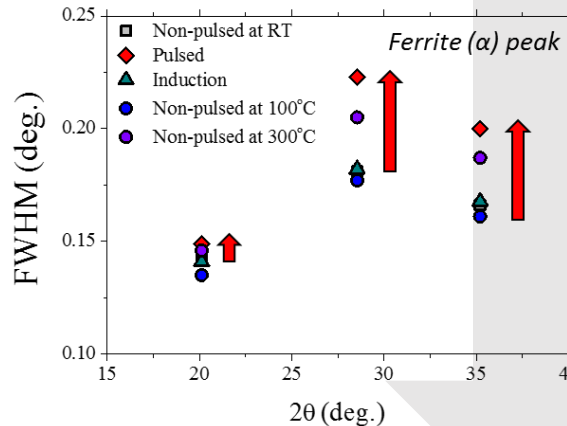 0.25
Non-pulsed at RT
Ferrite (α) peak
Pulsed
Induction
0.20
Non-pulsed at 100°C
Non-pulsed at 300°C
FWHM (deg.)
0.15
0.10
15 20 25 30 35 40
2θ (deg.)